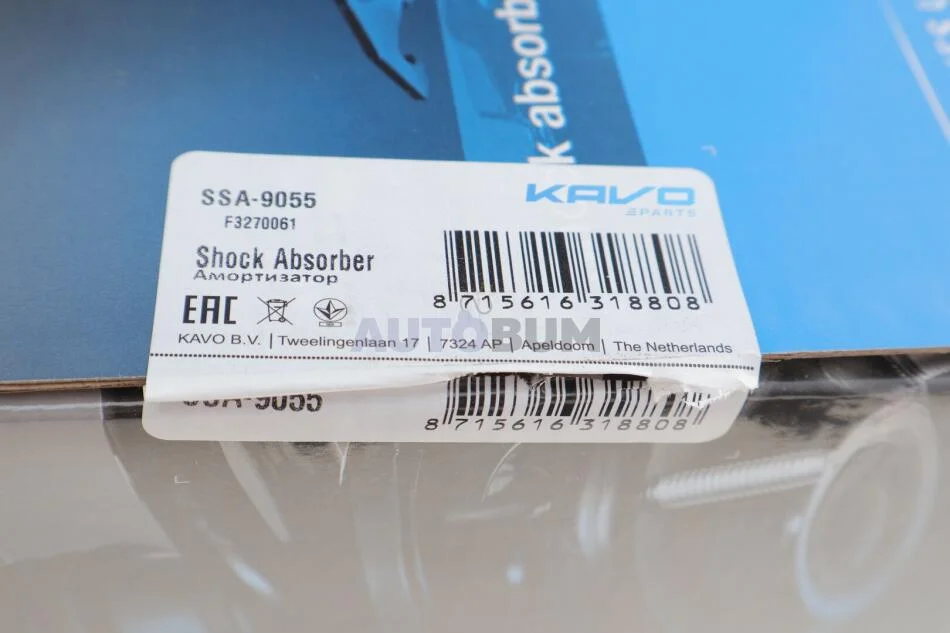 k absorb
SSA-9055
F3270061
KAVO
PARTS
Shock Absorber
Амортизатор
EAC
8 715616 318808
AUTOBUM
KAVO B.V. | Tweelingenlaan 17 | 7324 AP | Apeldoorn | The Netherlands
SSA-9055
8 715616 318808